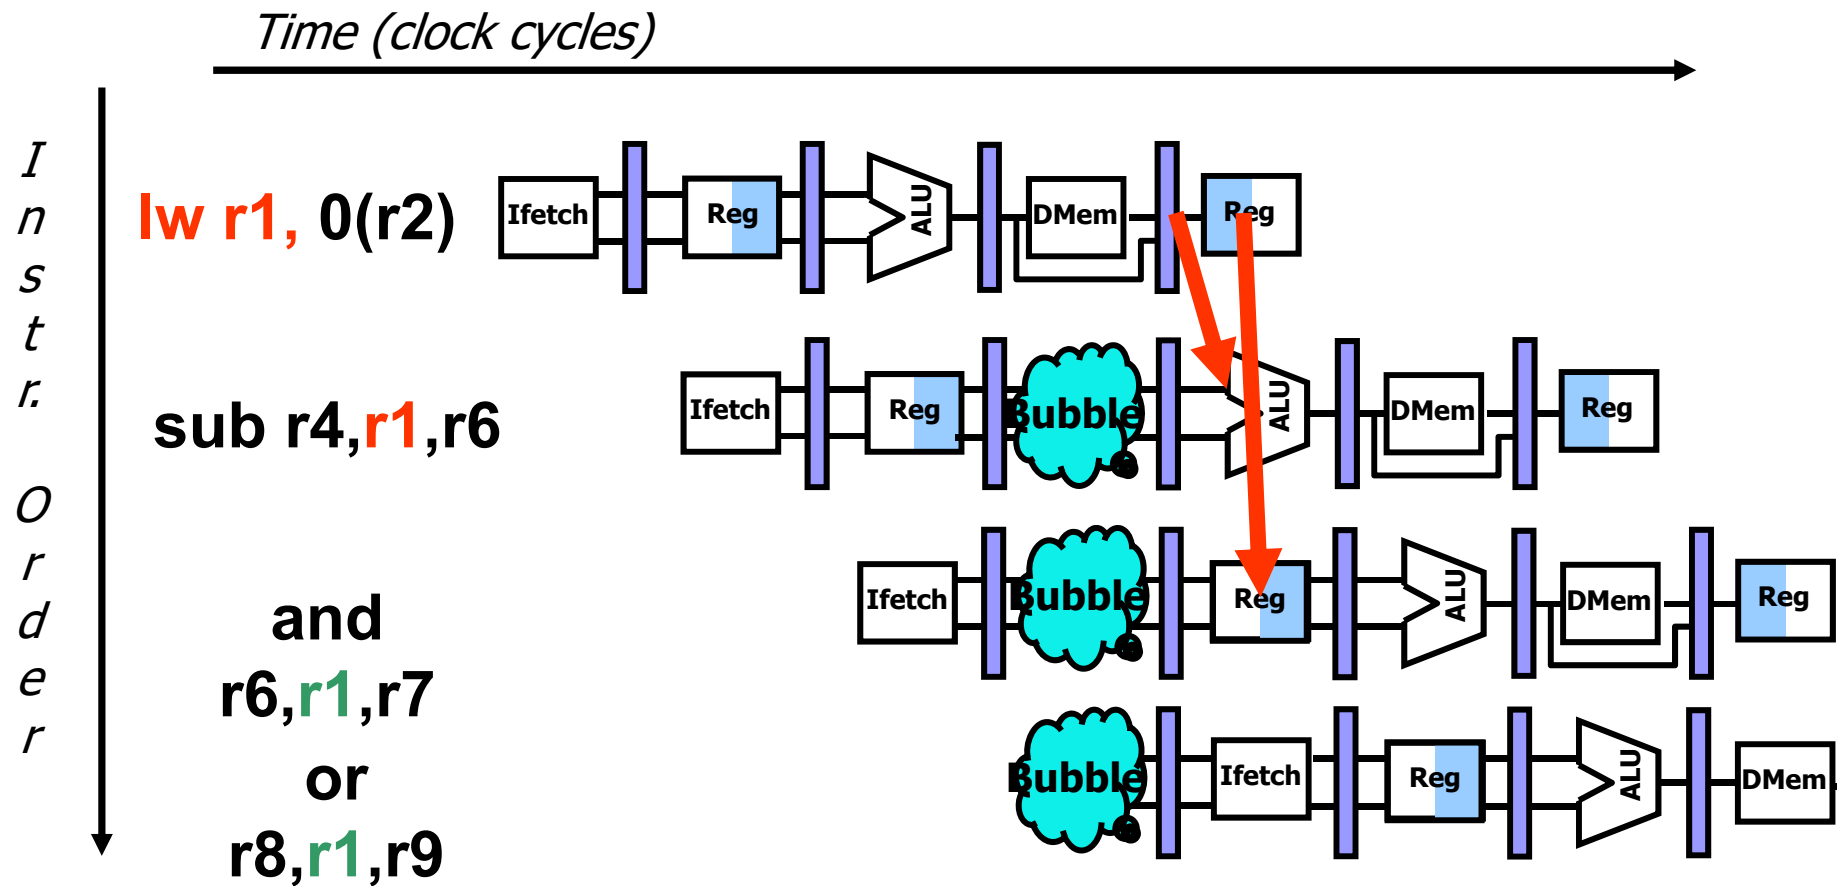 Time (clock cycles)
Instr. Order
lw r1, 0(r2)
Ifetch Reg ALU DMem Reg
sub r4,r1,r6
Ifetch Reg Bubble ALU DMem Reg
and
r6,r1,r7
Ifetch Bubble Reg ALU DMem Reg
or
r8,r1,r9
Bubble Ifetch Reg ALU DMem